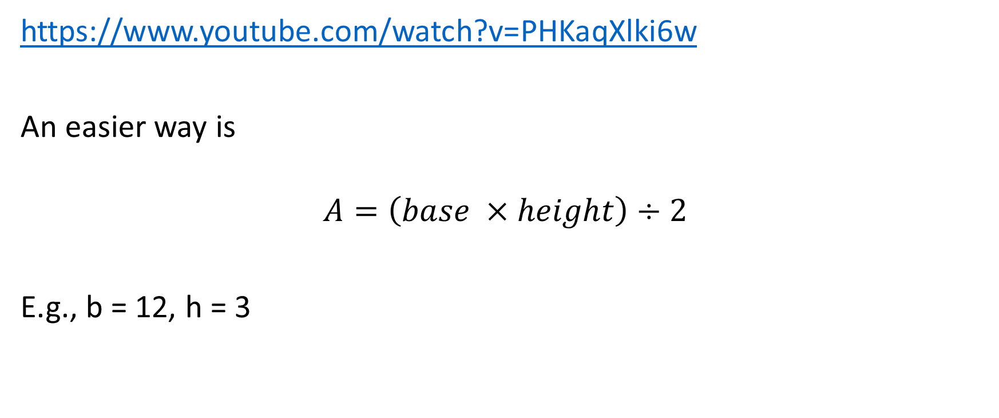 https://www.youtube.com/watch?v=PHKaqXlki6w
An easier way is
A = (base × height) ÷ 2
E.g., b = 12, h = 3